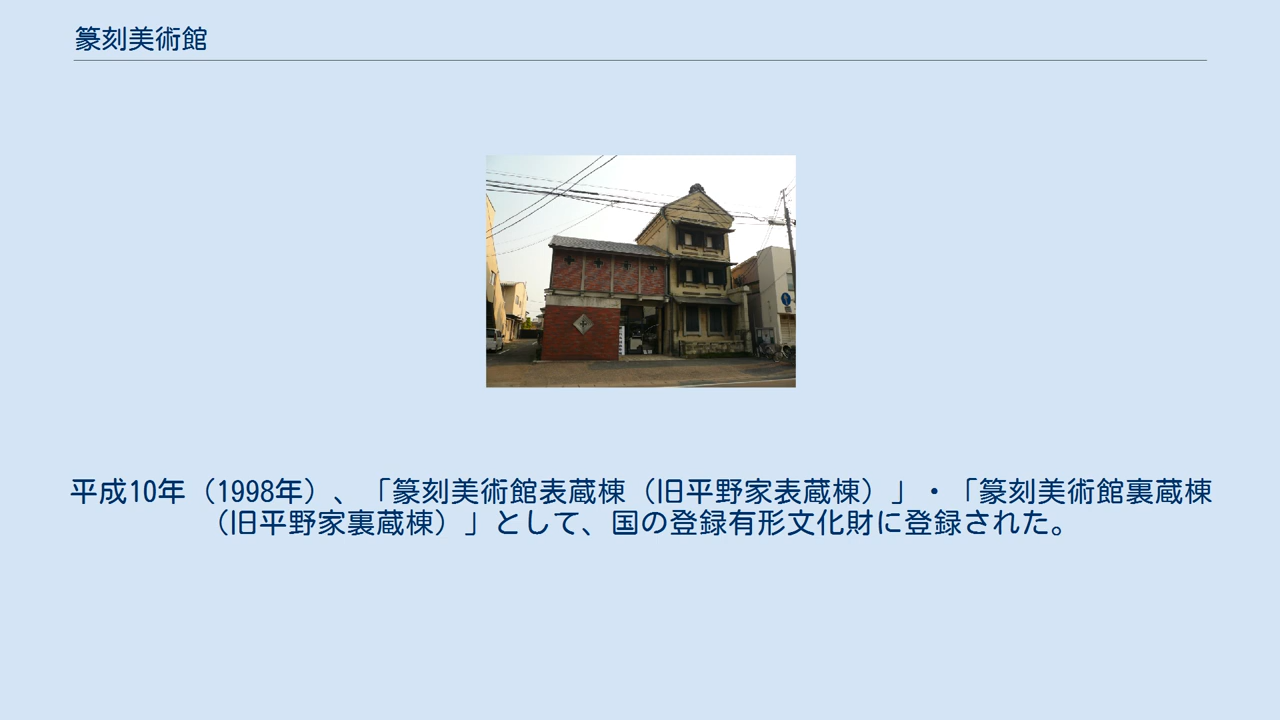 篆刻美術館
平成10年（1998年）、「篆刻美術館表蔵棟（旧平野家表蔵棟）」・「篆刻美術館裏蔵棟
（旧平野家裏蔵棟）」として、国の登録有形文化財に登録された。